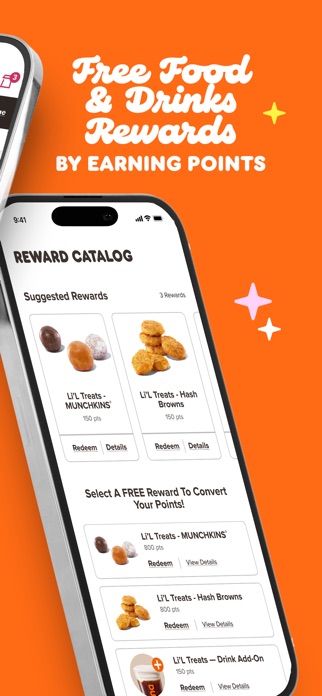 Free Food
& Drinks
Rewards
BY EARNING POINTS
3
9:41
REWARD CATALOG
Suggested Rewards
3 Rewards
Li'L Treats -
MUNCHKINS®
150 pts
Redeem
Details
Li'L Treats - Hash
Browns
150 pts
Redeem
Details
Select A FREE Reward To Convert
Your Points!
Li'L Treats - MUNCHKINS®
800 pts
Redeem
View Details
Li'L Treats - Hash Browns
800 pts
Redeem
View Details
Li'L Treats — Drink Add-On
150 pts
Redeem
View Details